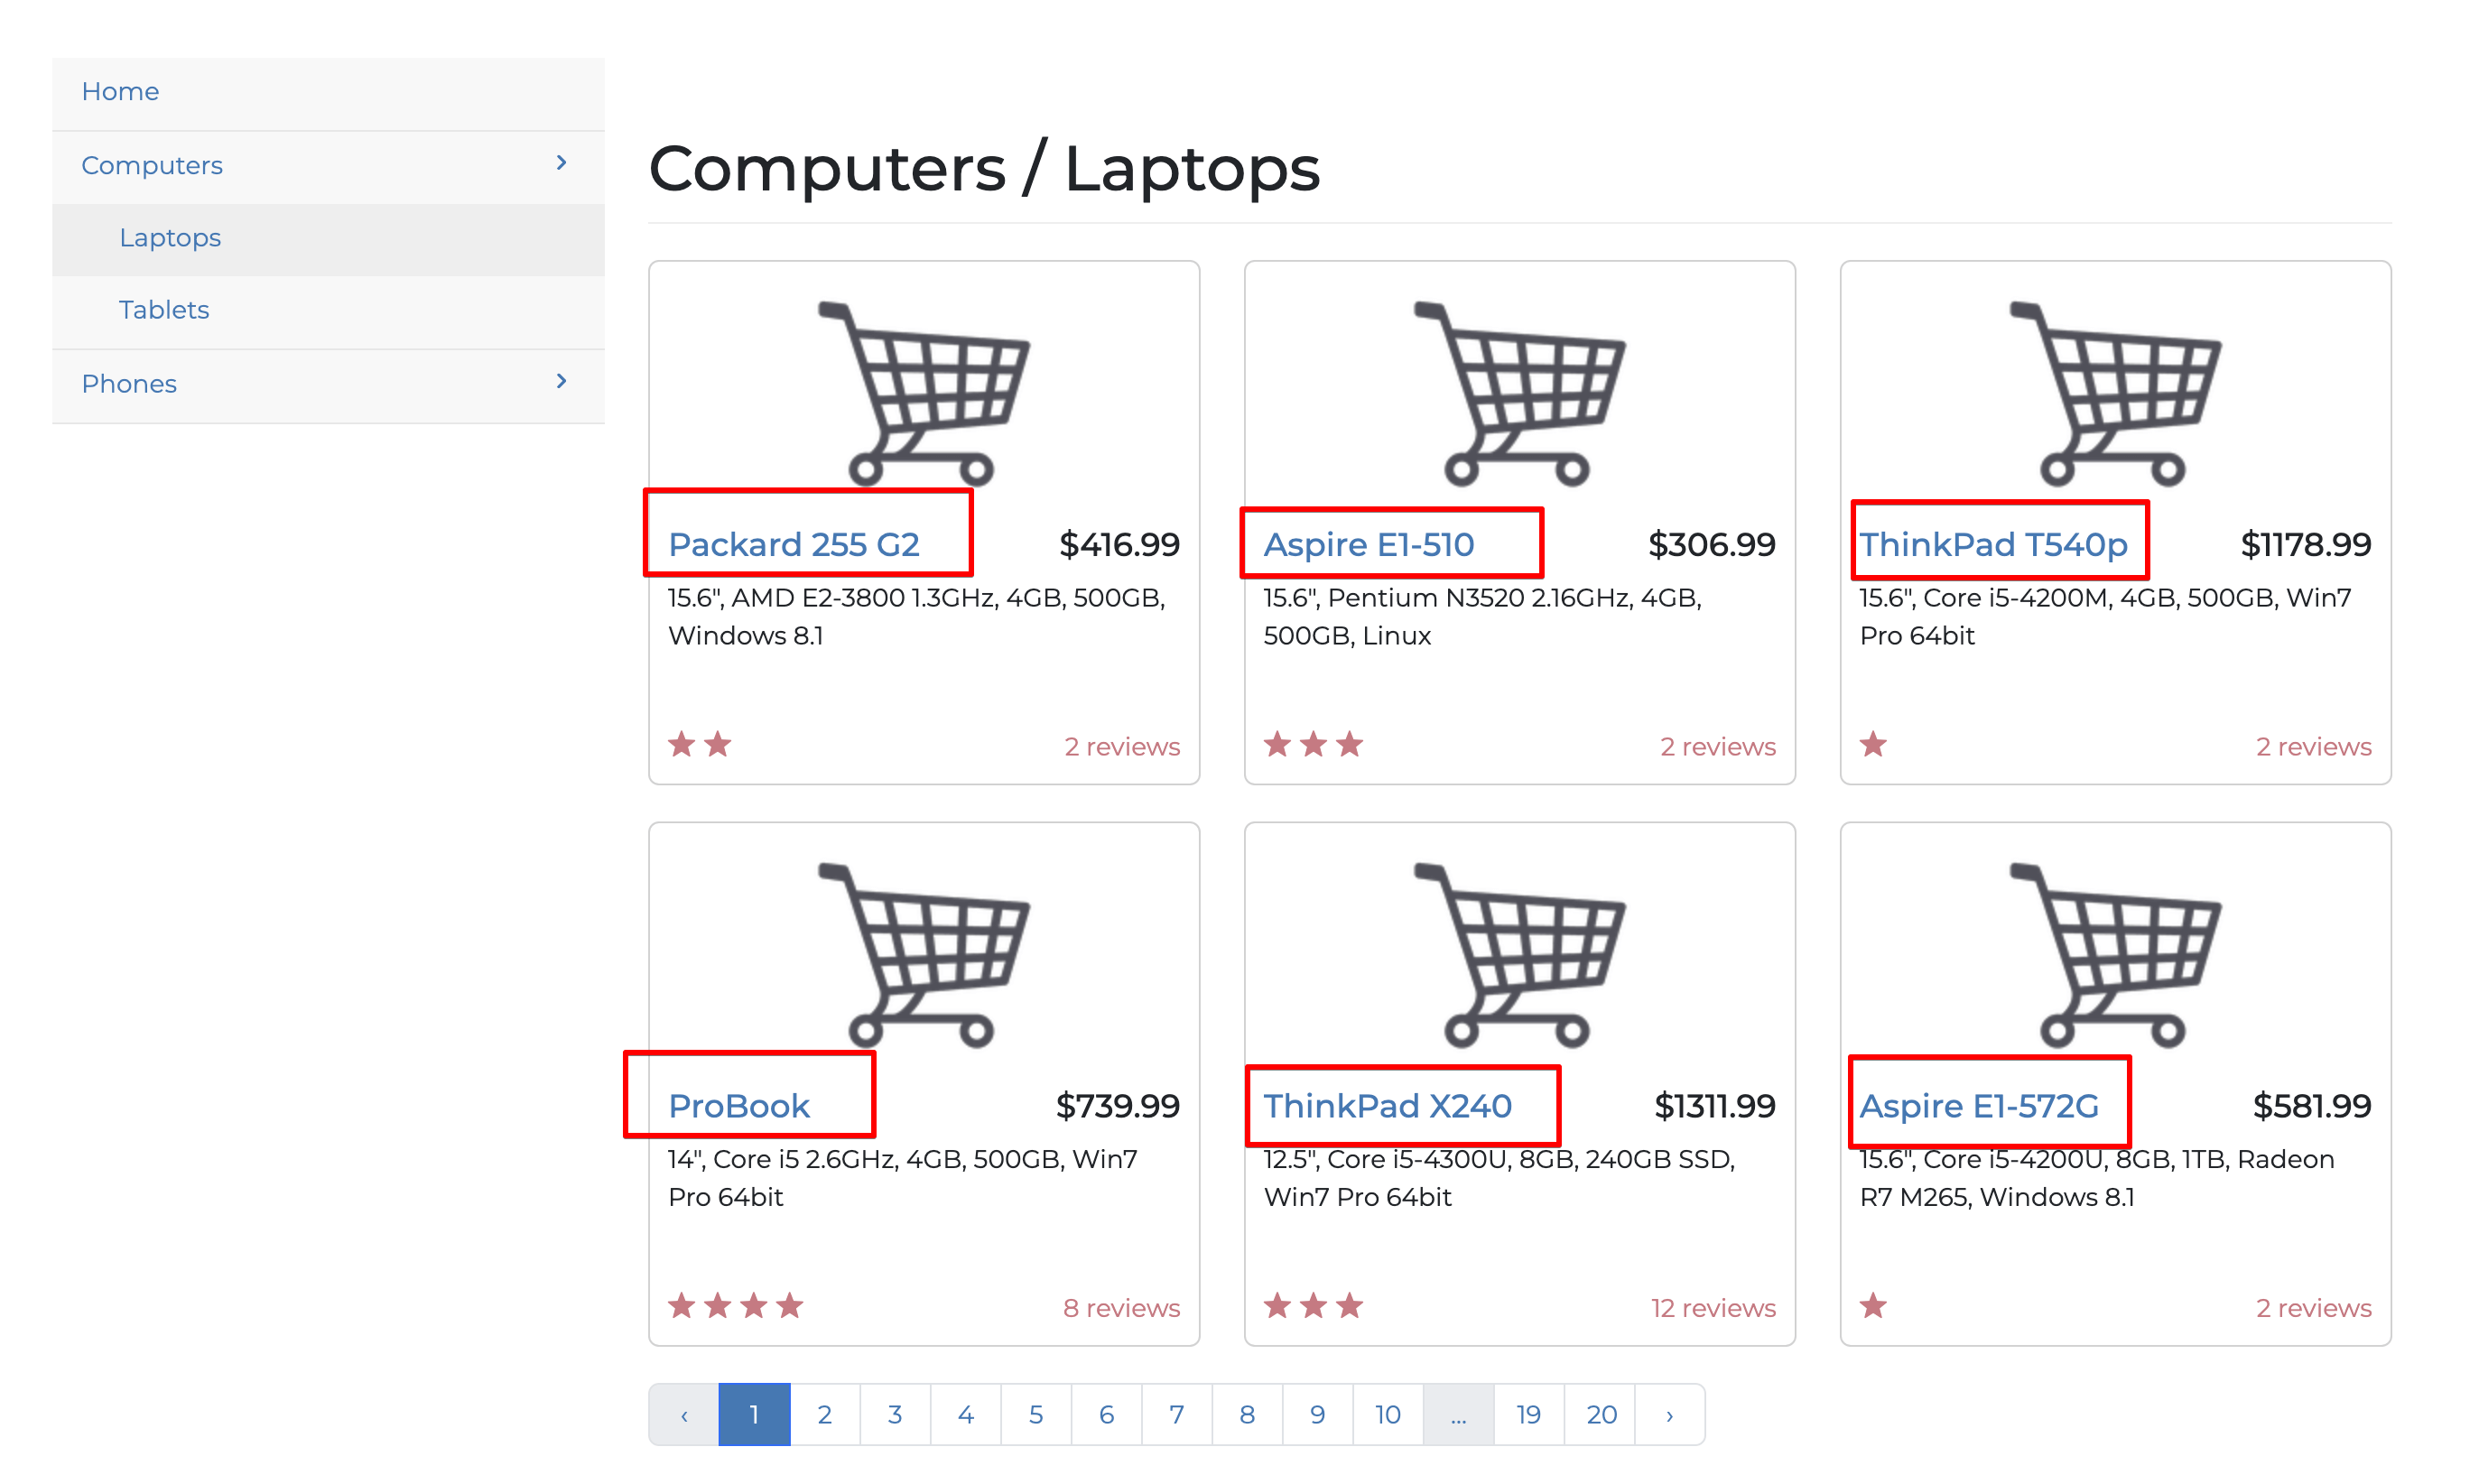 Home
Computers
Laptops
Tablets
Phones
Computers / Laptops
Packard 255 G2 $416.99
15.6", AMD E2-3800 1.3GHz, 4GB, 500GB,
Windows 8.1
2 reviews
Aspire E1-510 $306.99
15.6", Pentium N3520 2.16GHz, 4GB,
500GB, Linux
2 reviews
ThinkPad T540p $1178.99
15.6", Core i5-4200M, 4GB, 500GB, Win7
Pro 64bit
2 reviews
ProBook $739.99
14", Core i5 2.6GHz, 4GB, 500GB, Win7
Pro 64bit
8 reviews
ThinkPad X240 $1311.99
12.5", Core i5-4300U, 8GB, 240GB SSD,
Win7 Pro 64bit
12 reviews
Aspire E1-572G $581.99
15.6", Core i5-4200U, 8GB, 1TB, Radeon
R7 M265, Windows 8.1
2 reviews
‹ 1 2 3 4 5 6 7 8 9 10 ... 19 20 ›